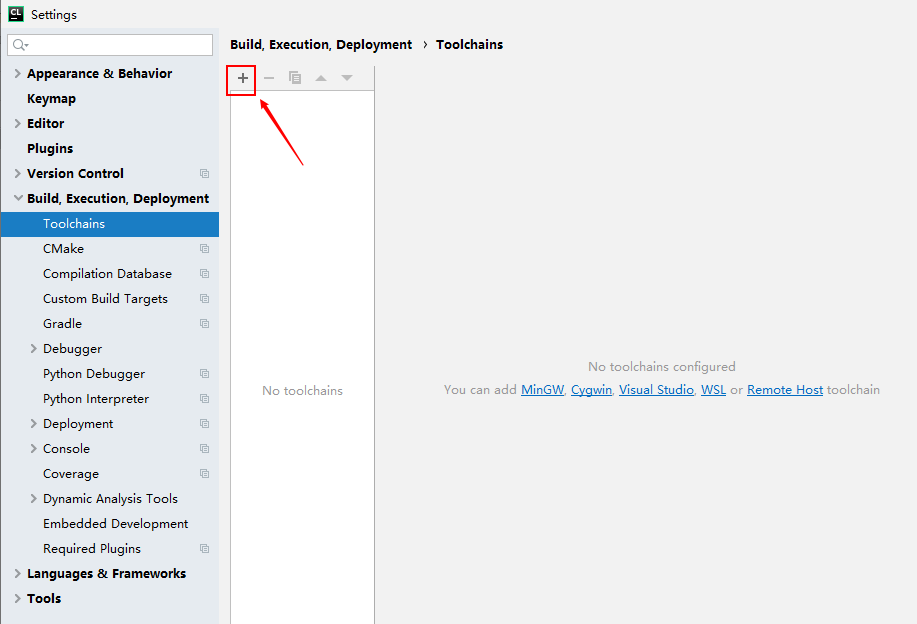 CL Settings
Build, Execution, Deployment › Toolchains
Appearance & Behavior
Keymap
Editor
Plugins
Version Control
Build, Execution, Deployment
Toolchains
CMake
Compilation Database
Custom Build Targets
Gradle
Debugger
Python Debugger
Python Interpreter
Deployment
Console
Coverage
Dynamic Analysis Tools
Embedded Development
Required Plugins
Languages & Frameworks
Tools
No toolchains
No toolchains configured
You can add MinGW, Cygwin, Visual Studio, WSL or Remote Host toolchain